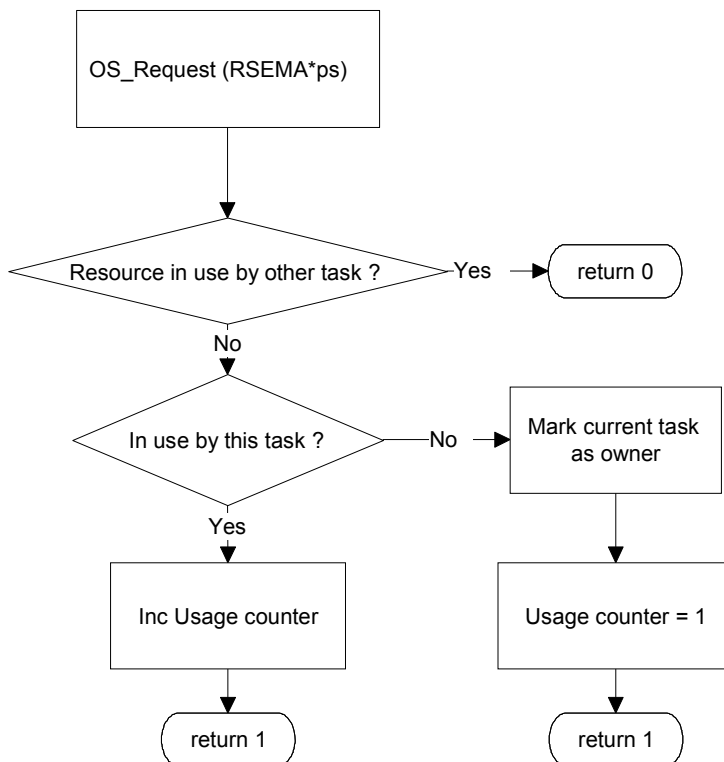 OS_Request (RSEMA*ps)
Resource in use by other task ?
Yes
return 0
No
In use by this task ?
No
Mark current task
as owner
Yes
Inc Usage counter
Usage counter = 1
return 1
return 1